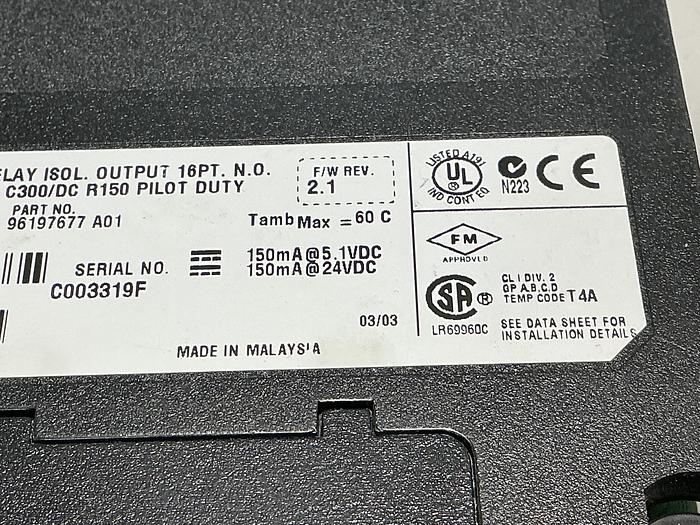 ELAY ISOL. OUTPUT 16PT. N.O.
C300/DC R150 PILOT DUTY
F/W REV.
2.1
PART NO.
96197677 A01
Tamb Max = 60 C
SERIAL NO.
C003319F
150mA@5.1VDC
150mA@24VDC
03/03
MADE IN MALAYSIA
LISTED A191
UL ®
IND CONT EQ
N223
CE
FM
APPROVED
SA ®
LR69960C
CL I DIV. 2
GP A.B.C.D
TEMP CODE T4A
SEE DATA SHEET FOR
INSTALLATION DETAILS